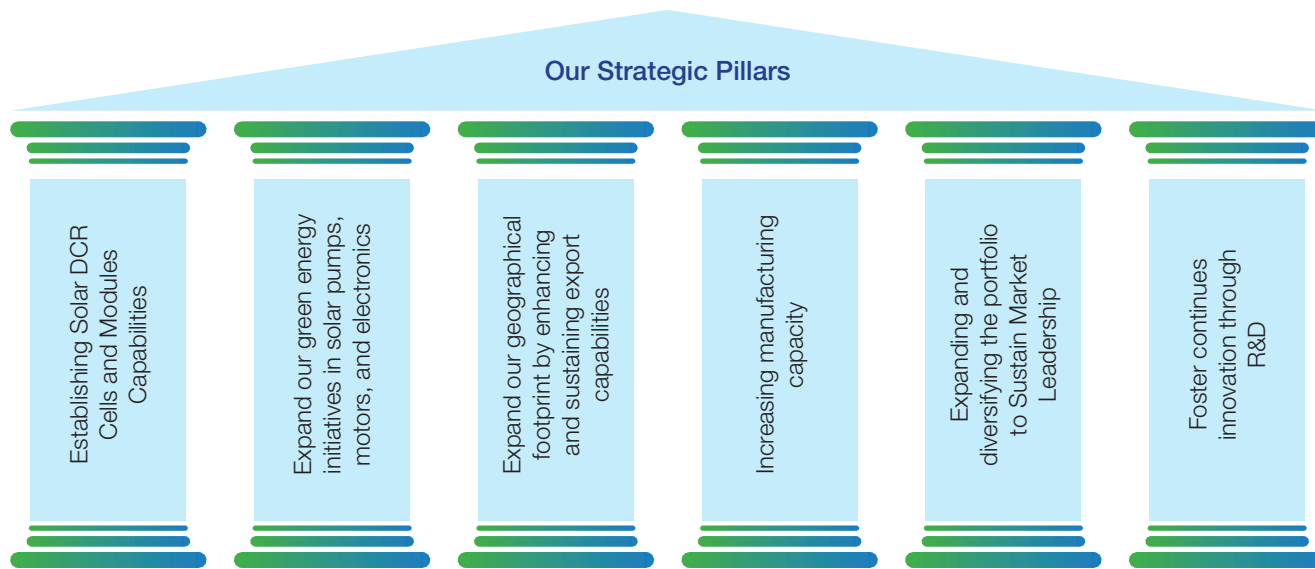 Our Strategic Pillars
Establishing Solar DCR
Cells and Modules
Capabilities
Expand our green energy
initiatives in solar pumps,
motors, and electronics
Expand our geographical
footprint by enhancing
and sustaining export
capabilities
Increasing manufacturing
capacity
Expanding and
diversifying the portfolio
to Sustain Market
Leadership
Foster continues
innovation through
R&D